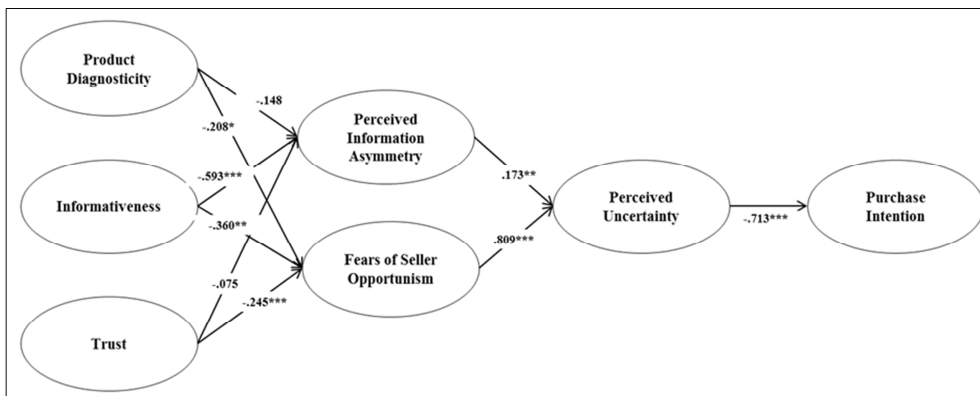 Product
Diagnosticity
-.148
-.208*
Perceived
Information
Asymmetry
-.593***
.173**
Informativeness
Perceived
Uncertainty
-.713***
Purchase
Intention
-.360**
.809***
Fears of Seller
Opportunism
-.075
-.245***
Trust